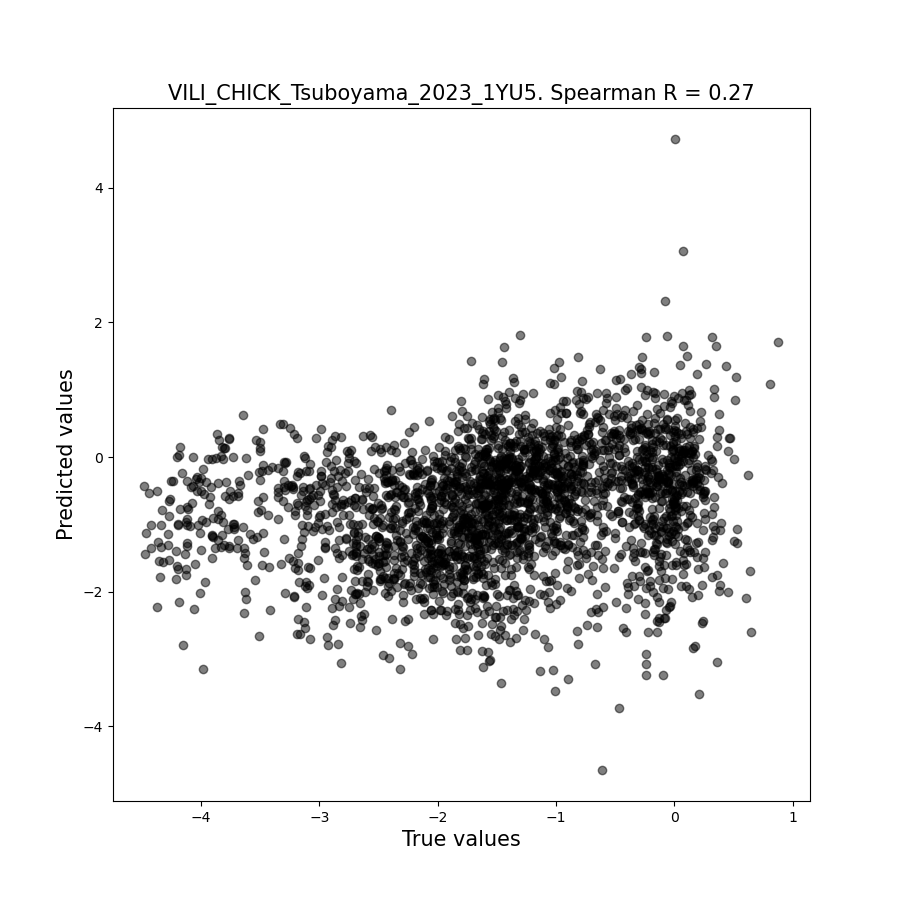 VILI_CHICK_Tsuboyama_2023_1YU5. Spearman R = 0.27
4
2
0
−2
−4
Predicted values
−4 −3 −2 −1 0 1
True values